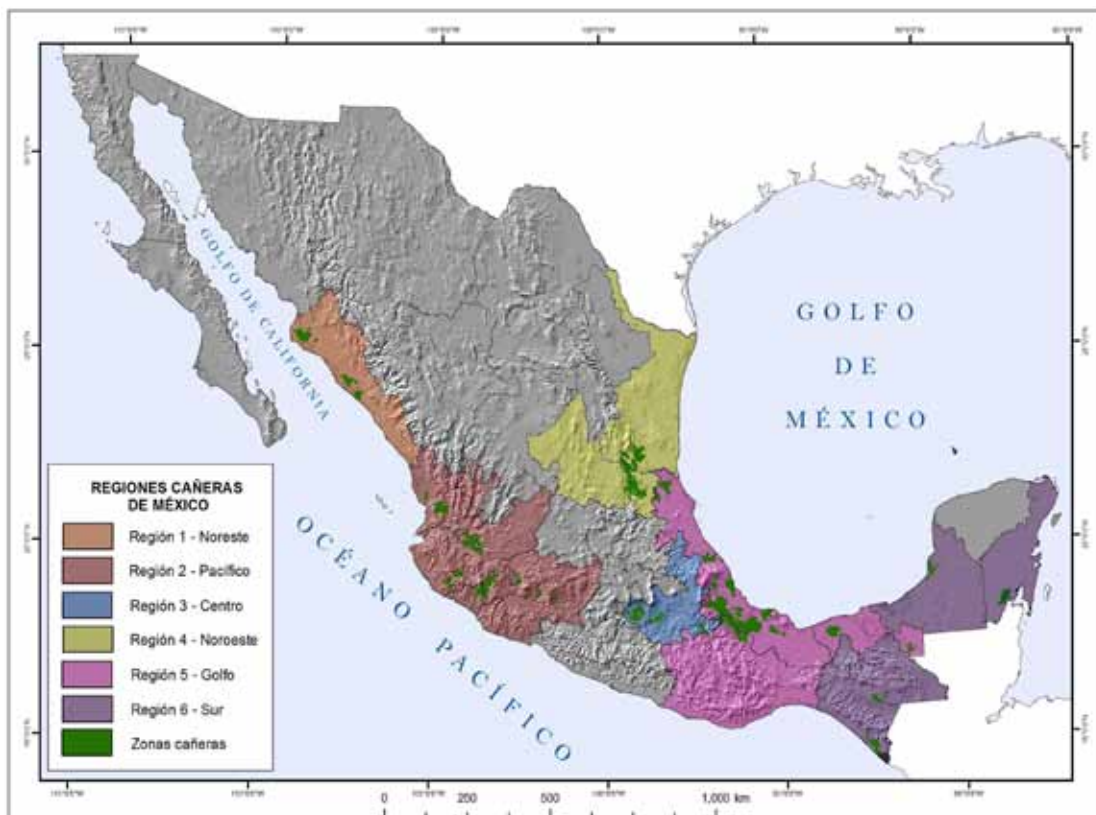 GOLFO DE CALIFORNIA
GOLFO
DE
MÉXICO
OCÉANO PACÍFICO
REGIONES CAÑERAS
DE MÉXICO
Región 1 - Noreste
Región 2 - Pacífico
Región 3 - Centro
Región 4 - Noroeste
Región 5 - Golfo
Región 6 - Sur
Zonas cañeras
0 250 500 1,000 km